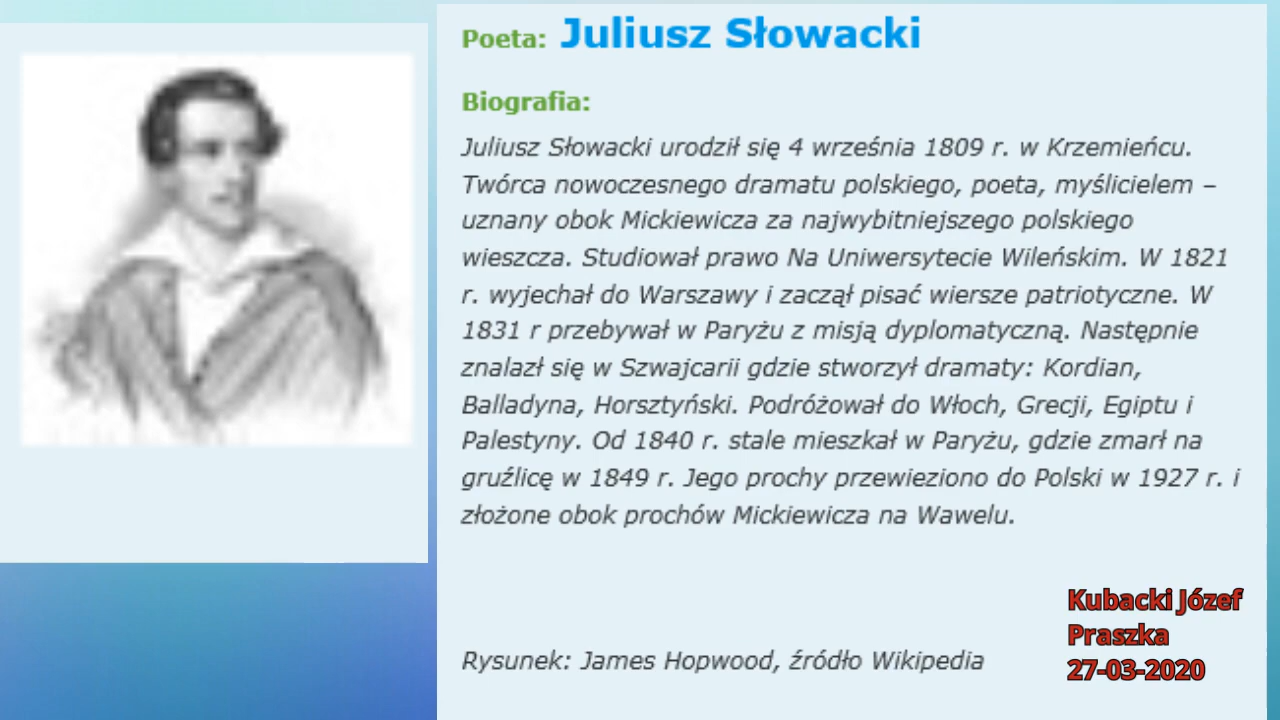 Poeta: Juliusz Słowacki
Biografia:
Juliusz Słowacki urodził się 4 września 1809 r. w Krzemieńcu.
Twórca nowoczesnego dramatu polskiego, poeta, myślicielem –
uznany obok Mickiewicza za najwybitniejszego polskiego
wieszcza. Studiował prawo Na Uniwersytecie Wileńskim. W 1821
r. wyjechał do Warszawy i zaczął pisać wiersze patriotyczne. W
1831 r przebywał w Paryżu z misją dyplomatyczną. Następnie
znalazł się w Szwajcarii gdzie stworzył dramaty: Kordian,
Balladyna, Horsztyński. Podróżował do Włoch, Grecji, Egiptu i
Palestyny. Od 1840 r. stale mieszkał w Paryżu, gdzie zmarł na
gruźlicę w 1849 r. Jego prochy przewieziono do Polski w 1927 r. i
złożone obok prochów Mickiewicza na Wawelu.
Rysunek: James Hopwood, źródło Wikipedia
Kubacki Józef
Praszka
27-03-2020